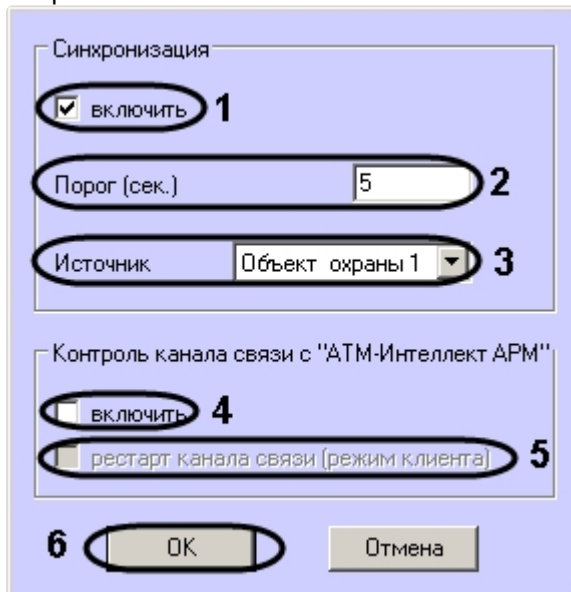 Синхронизация
включить 1
Порог (сек.) 5 2
Источник Объект охраны 1 3
Контроль канала связи с "АТМ-Интеллект АРМ"
включить 4
рестарт канала связи (режим клиента) 5
6 OK Отмена